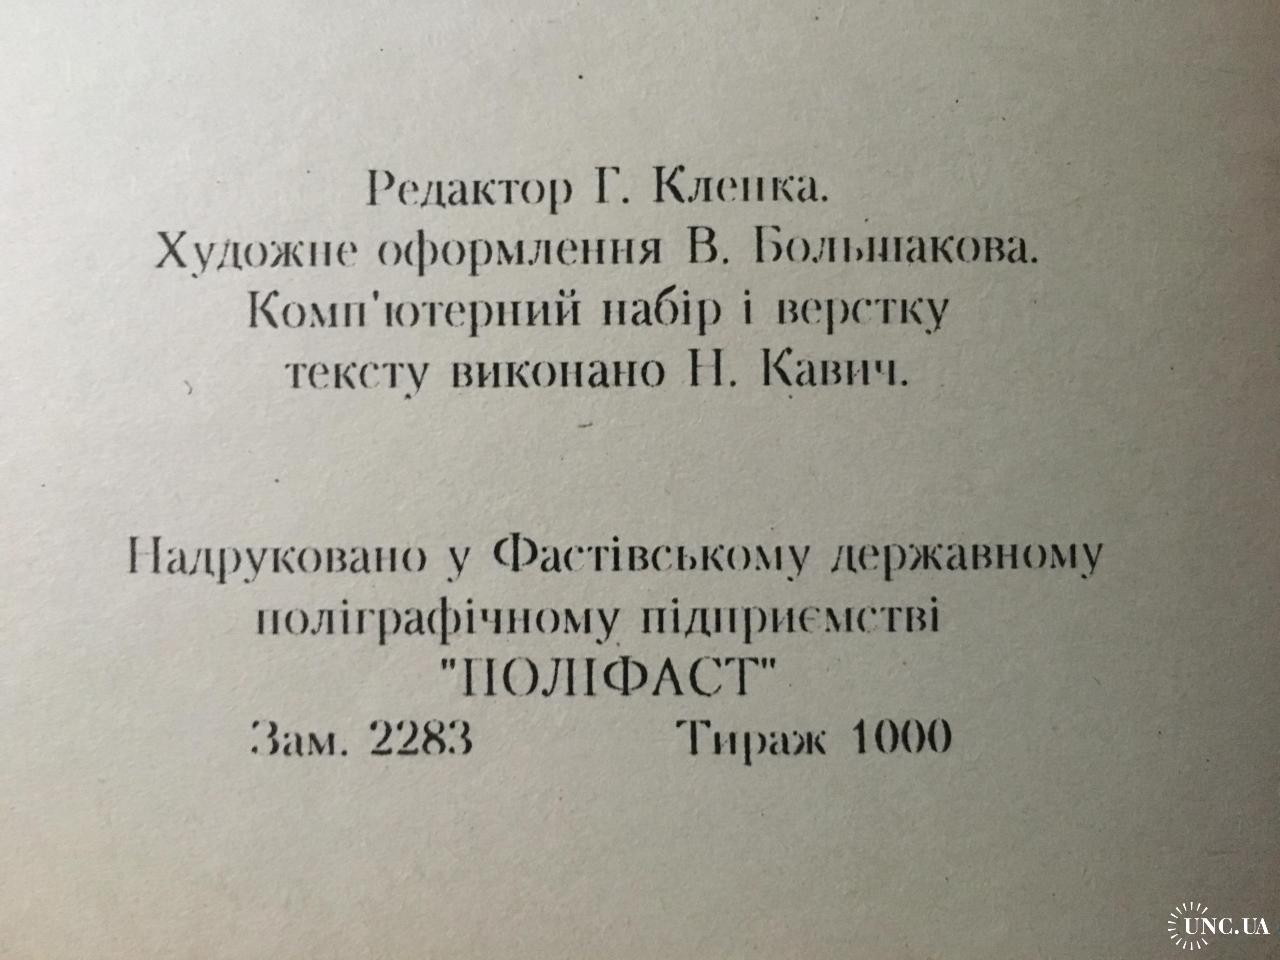 Редактор Г. Кленка.
Художнє оформлення В. Большакова.
Комп'ютерний набір і верстку
тексту виконано Н. Кавич.
Надруковано у Фастівському державному
поліграфічному підприємстві
"ПОЛІФАСТ"
Зам. 2283 Тираж 1000
UNC.UA